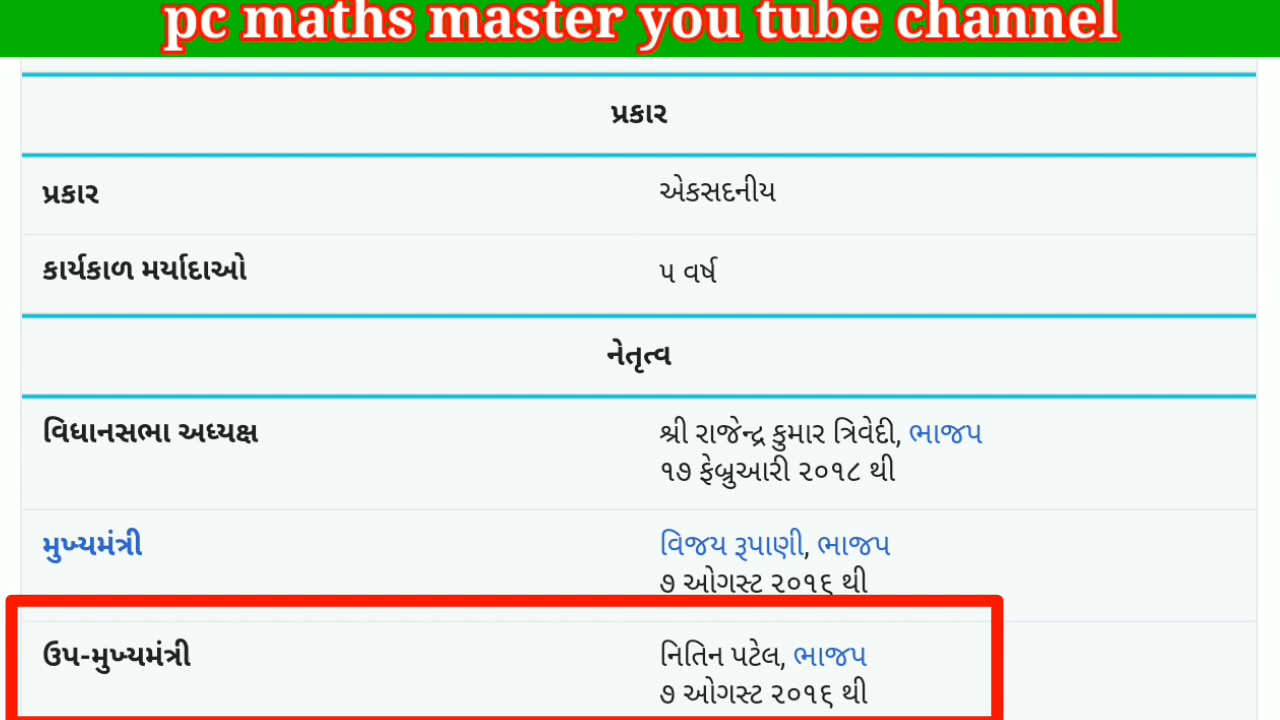 pc maths master you tube channel
પ્રકાર
પ્રકાર એકસદનીય
કાર્યકાળ મર્યાદાઓ ૫ વર્ષ
નેતૃત્વ
વિધાનસભા અધ્યક્ષ શ્રી રાજેન્દ્ર કુમાર ત્રિવેદી, ભાજપ
૧૭ ફેબ્રુઆરી ૨૦૧૮ થી
મુખ્યમંત્રી વિજય રૂપાણી, ભાજપ
૭ ઓગસ્ટ ૨૦૧૬ થી
ઉપ-મુખ્યમંત્રી નિતિન પટેલ, ભાજપ
૭ ઓગસ્ટ ૨૦૧૬ થી